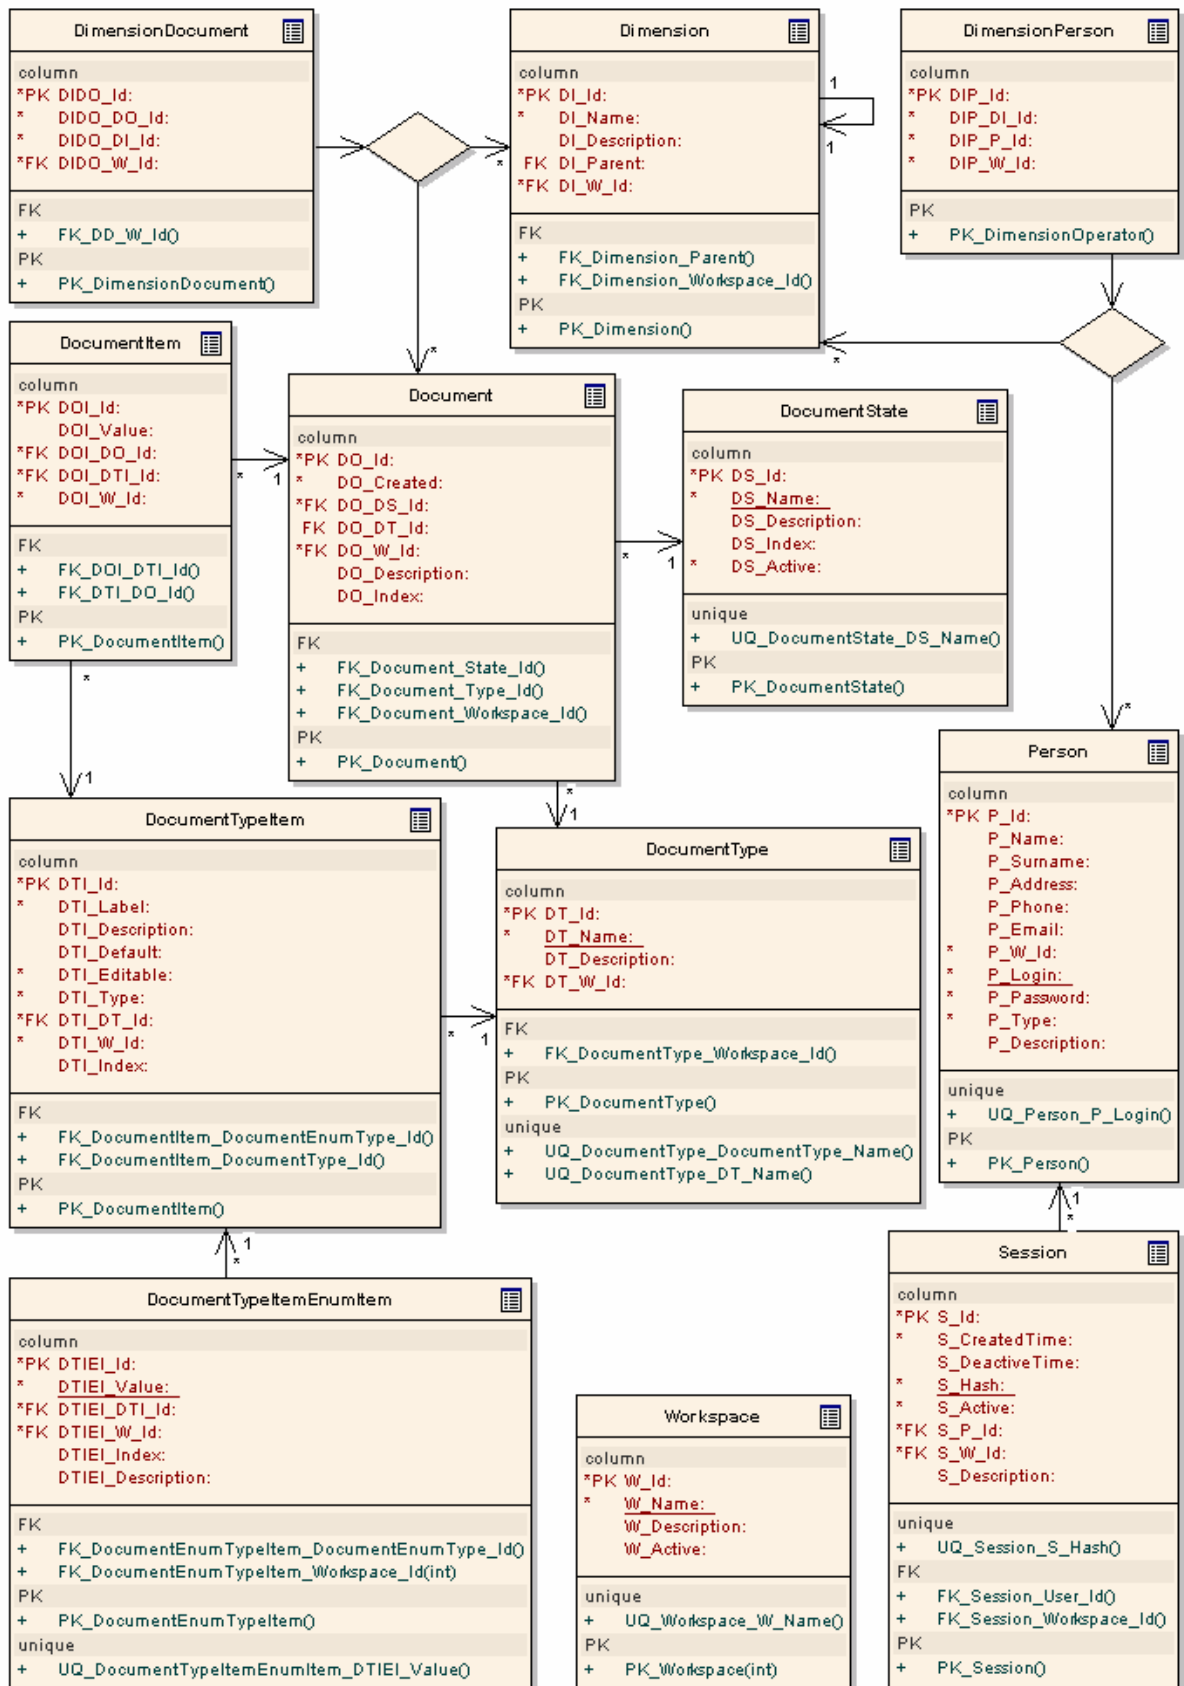 DimensionDocument
column
*PK DIDO_Id:
* DIDO_DO_Id:
* DIDO_DI_Id:
*FK DIDO_W_Id:
FK
+ FK_DD_W_Id()
PK
+ PK_DimensionDocument()
Dimension
column
*PK DI_Id:
* DI_Name:
DI_Description:
FK DI_Parent:
*FK DI_W_Id:
FK
+ FK_Dimension_Parent()
+ FK_Dimension_Workspace_Id()
PK
+ PK_Dimension()
1
1
*
*
*
DimensionPerson
column
*PK DIP_Id:
* DIP_DI_Id:
* DIP_P_Id:
* DIP_W_Id:
PK
+ PK_DimensionOperator()
DocumentItem
column
*PK DOI_Id:
DOI_Value:
*FK DOI_DO_Id:
*FK DOI_DTI_Id:
* DOI_W_Id:
FK
+ FK_DOI_DTI_Id()
+ FK_DTI_DO_Id()
PK
+ PK_DocumentItem()
* 1
*
1
Document
column
*PK DO_Id:
* DO_Created:
*FK DO_DS_Id:
FK DO_DT_Id:
*FK DO_W_Id:
DO_Description:
DO_Index:
FK
+ FK_Document_State_Id()
+ FK_Document_Type_Id()
+ FK_Document_Workspace_Id()
PK
+ PK_Document()
* 1
*
1
DocumentState
column
*PK DS_Id:
* DS_Name:
DS_Description:
DS_Index:
* DS_Active:
unique
+ UQ_DocumentState_DS_Name()
PK
+ PK_DocumentState()
*
Person
column
*PK P_Id:
P_Name:
P_Surname:
P_Address:
P_Phone:
P_Email:
* P_W_Id:
* P_Login:
* P_Password:
* P_Type:
P_Description:
unique
+ UQ_Person_P_Login()
PK
+ PK_Person()
1
*
DocumentTypeItem
column
*PK DTI_Id:
* DTI_Label:
DTI_Description:
DTI_Default:
* DTI_Editable:
* DTI_Type:
*FK DTI_DT_Id:
* DTI_W_Id:
DTI_Index:
FK
+ FK_DocumentItem_DocumentEnumType_Id()
+ FK_DocumentItem_DocumentType_Id()
PK
+ PK_DocumentItem()
* 1
1
*
DocumentType
column
*PK DT_Id:
* DT_Name:
DT_Description:
*FK DT_W_Id:
FK
+ FK_DocumentType_Workspace_Id()
PK
+ PK_DocumentType()
unique
+ UQ_DocumentType_DocumentType_Name()
+ UQ_DocumentType_DT_Name()
DocumentTypeItemEnumItem
column
*PK DTIEI_Id:
* DTIEI_Value:
*FK DTIEI_DTI_Id:
*FK DTIEI_W_Id:
DTIEI_Index:
DTIEI_Description:
FK
+ FK_DocumentEnumTypeItem_DocumentEnumType_Id()
+ FK_DocumentEnumTypeItem_Workspace_Id(int)
PK
+ PK_DocumentEnumTypeItem()
unique
+ UQ_DocumentTypeItemEnumItem_DTIEI_Value()
Workspace
column
*PK W_Id:
* W_Name:
W_Description:
W_Active:
unique
+ UQ_Workspace_W_Name()
PK
+ PK_Workspace(int)
Session
column
*PK S_Id:
* S_CreatedTime:
S_DeactiveTime:
* S_Hash:
* S_Active:
*FK S_P_Id:
*FK S_W_Id:
S_Description:
unique
+ UQ_Session_S_Hash()
FK
+ FK_Session_User_Id()
+ FK_Session_Workspace_Id()
PK
+ PK_Session()